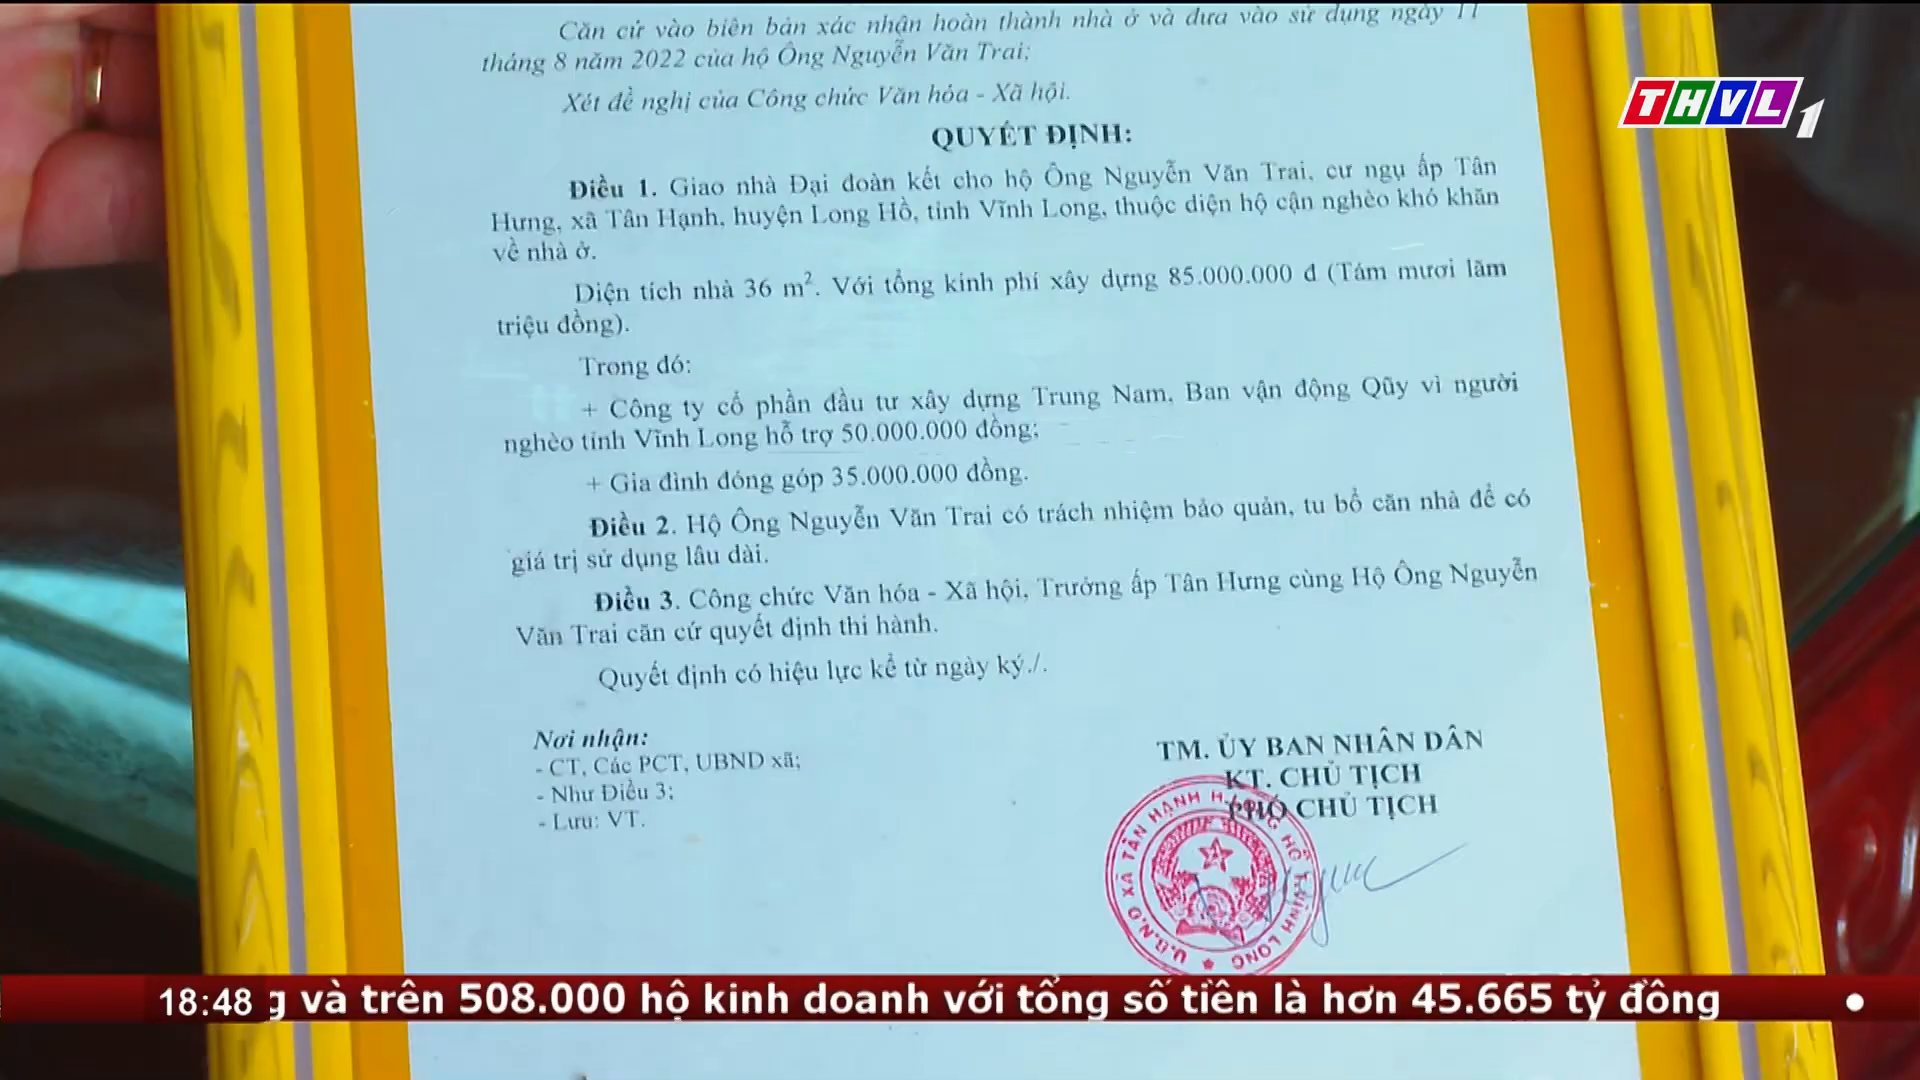 Căn cứ vào biên bản xác nhận hoàn thành nhà ở và đưa vào sử dụng ngày 11
tháng 8 năm 2022 của hộ Ông Nguyễn Văn Trai;
Xét đề nghị của Công chức Văn hóa - Xã hội.
THVL 1
QUYẾT ĐỊNH:
Điều 1. Giao nhà Đại đoàn kết cho hộ Ông Nguyễn Văn Trai, cư ngụ ấp Tân
Hưng, xã Tân Hạnh, huyện Long Hồ, tỉnh Vĩnh Long, thuộc diện hộ cận nghèo khó khăn
về nhà ở.
Diện tích nhà 36 m². Với tổng kinh phí xây dựng 85.000.000 đ (Tám mươi lăm
triệu đồng).
Trong đó:
+ Công ty cổ phần đầu tư xây dựng Trung Nam, Ban vận động Qũy vì người
nghèo tỉnh Vĩnh Long hỗ trợ 50.000.000 đồng;
+ Gia đình đóng góp 35.000.000 đồng.
Điều 2. Hộ Ông Nguyễn Văn Trai có trách nhiệm bảo quản, tu bổ căn nhà để có
giá trị sử dụng lâu dài.
Điều 3. Công chức Văn hóa - Xã hội, Trưởng ấp Tân Hưng cùng Hộ Ông Nguyễn
Văn Trai căn cứ quyết định thi hành.
Quyết định có hiệu lực kể từ ngày ký./.
Nơi nhận:
- CT, Các PCT, UBND xã;
- Như Điều 3;
- Lưu: VT.
TM. ỦY BAN NHÂN DÂN
KT. CHỦ TỊCH
PHÓ CHỦ TỊCH
U.B.N.D XÃ TÂN HẠNH H. LONG HỒ T. VĨNH LONG
18:48 g và trên 508.000 hộ kinh doanh với tổng số tiền là hơn 45.665 tỷ đồng